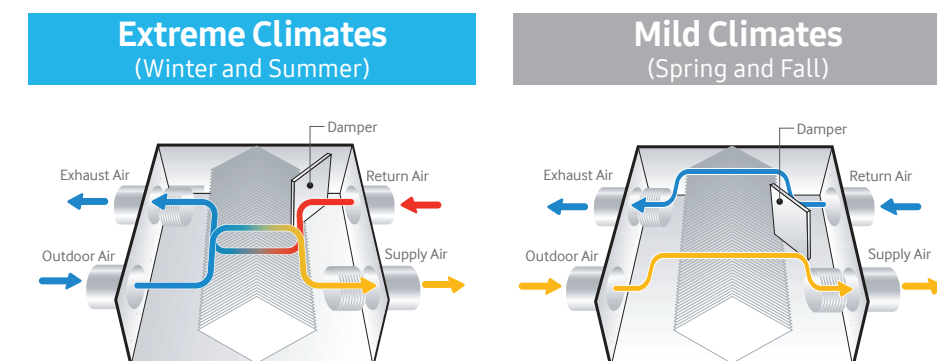 Extreme Climates
(Winter and Summer)
Damper
Exhaust Air
Return Air
Outdoor Air
Supply Air
Mild Climates
(Spring and Fall)
Damper
Exhaust Air
Return Air
Outdoor Air
Supply Air